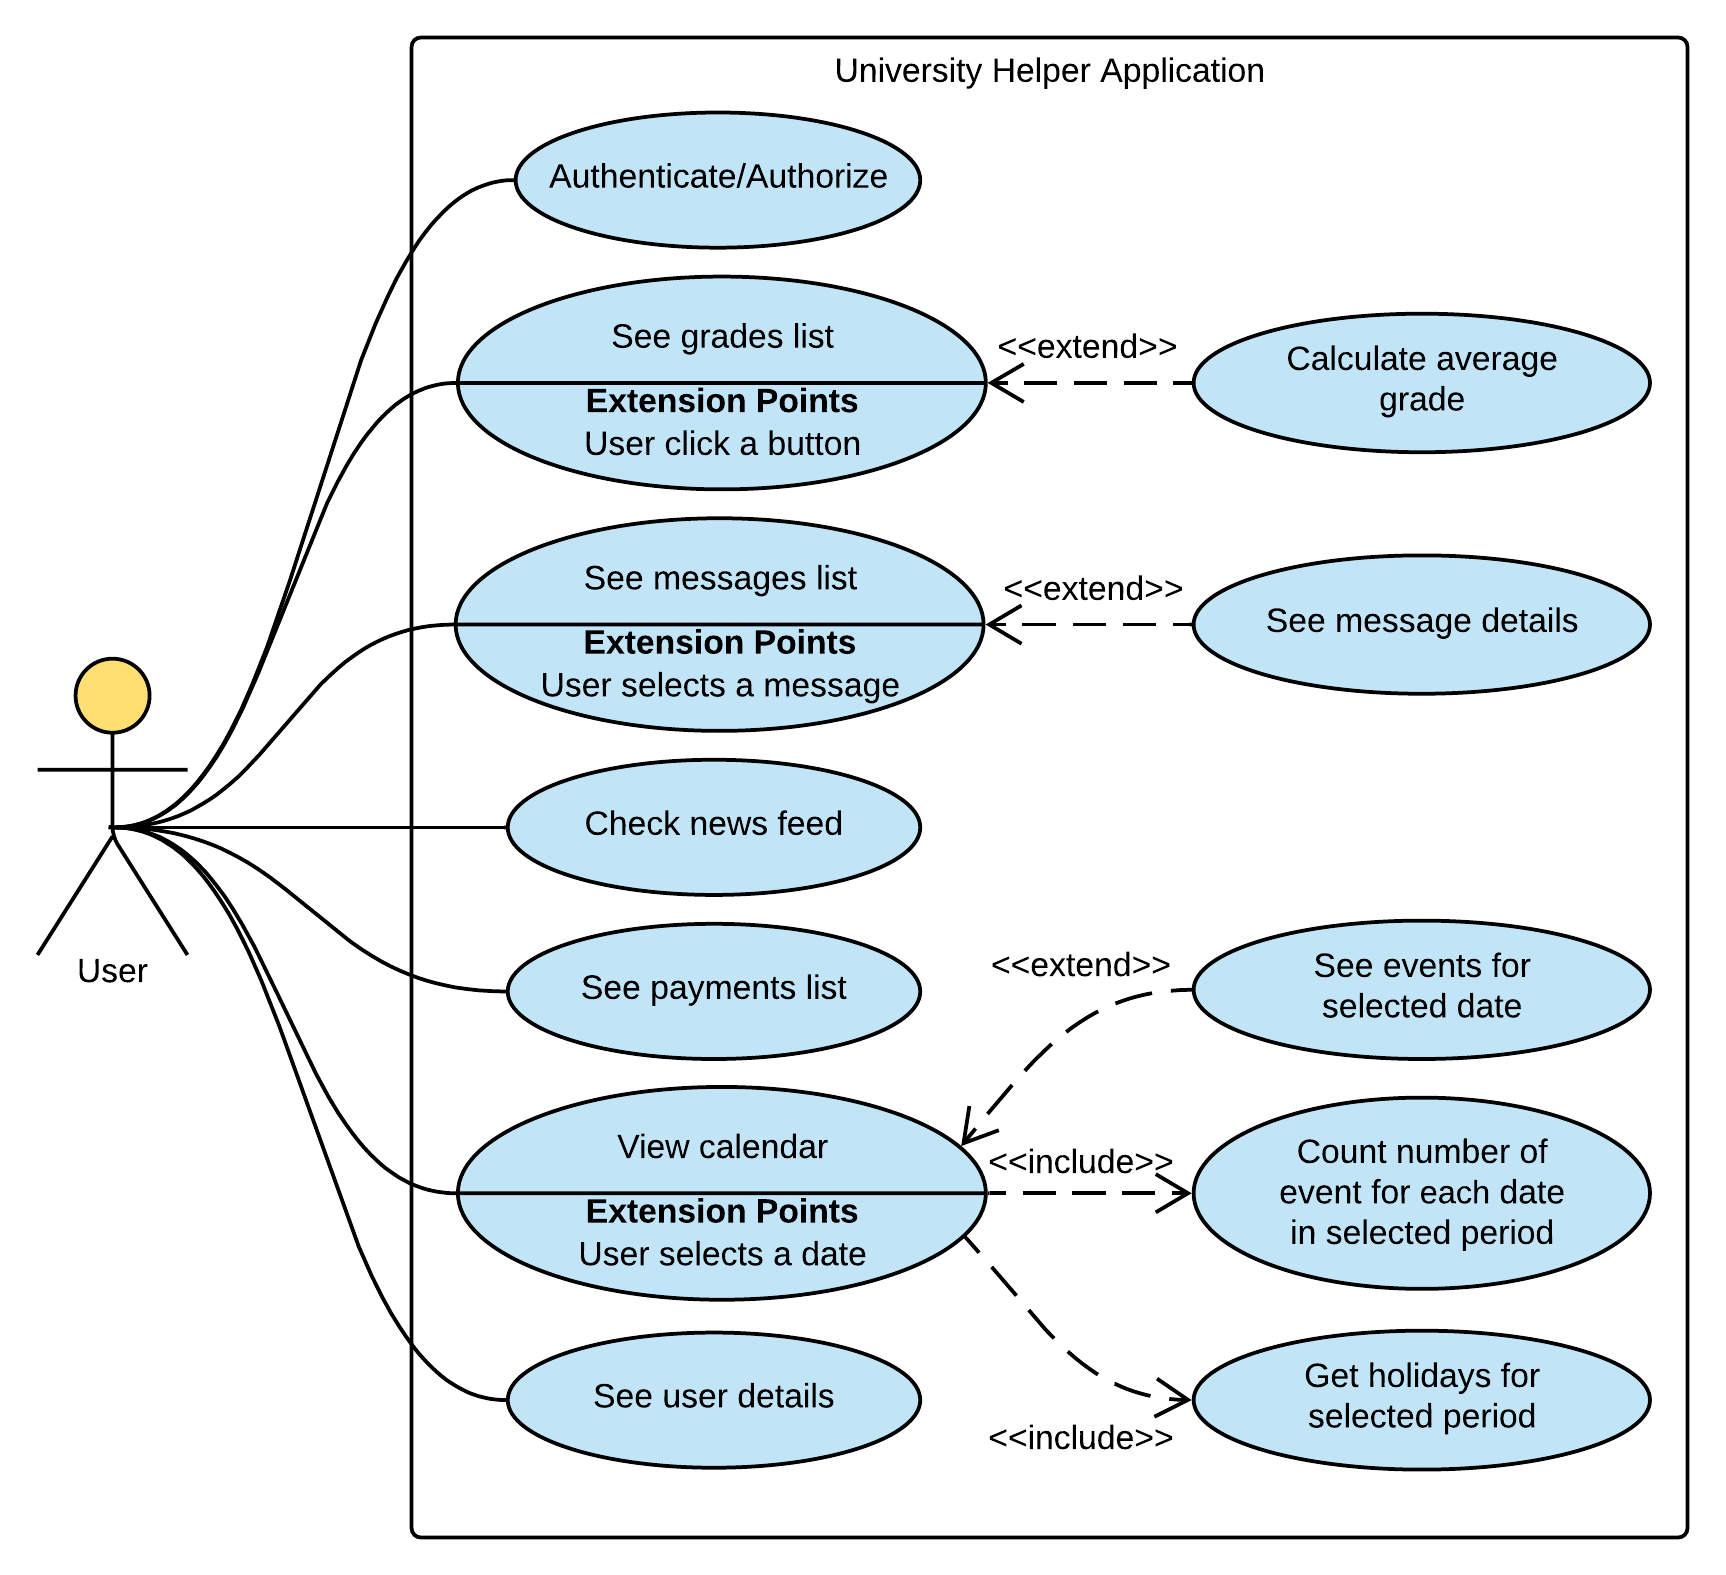 University Helper Application
Authenticate/Authorize
See grades list
Extension Points
User click a button
<<extend>>
Calculate average
grade
See messages list
Extension Points
User selects a message
<<extend>>
See message details
User
Check news feed
See payments list
<<extend>>
See events for
selected date
View calendar
Extension Points
User selects a date
<<include>>
Count number of
event for each date
in selected period
See user details
<<include>>
Get holidays for
selected period